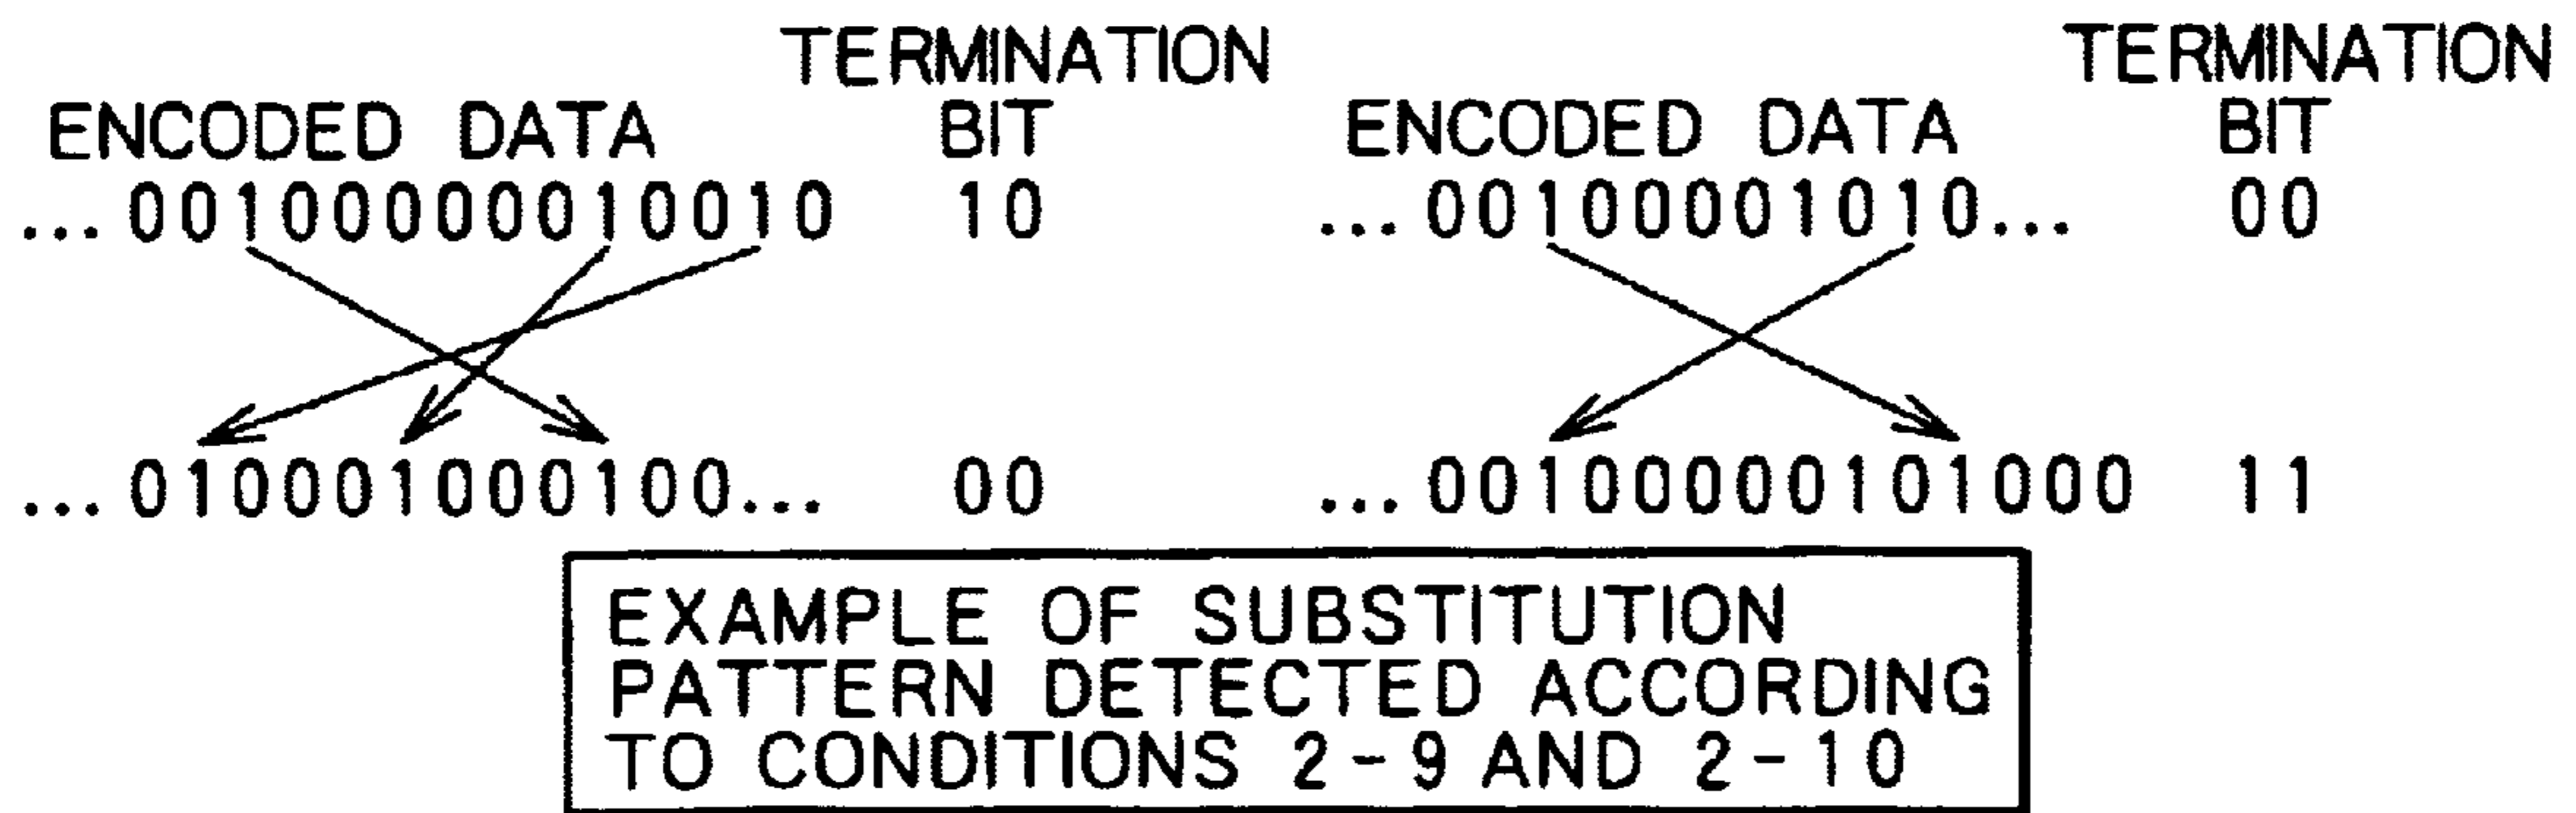 TERMINATION TERMINATION
ENCODED DATA BIT ENCODED DATA BIT
...00100000010010 10 ...00100001010... 00
...010001000100... 00 ...00100000101000 11
EXAMPLE OF SUBSTITUTION
PATTERN DETECTED ACCORDING
TO CONDITIONS 2-9 AND 2-10